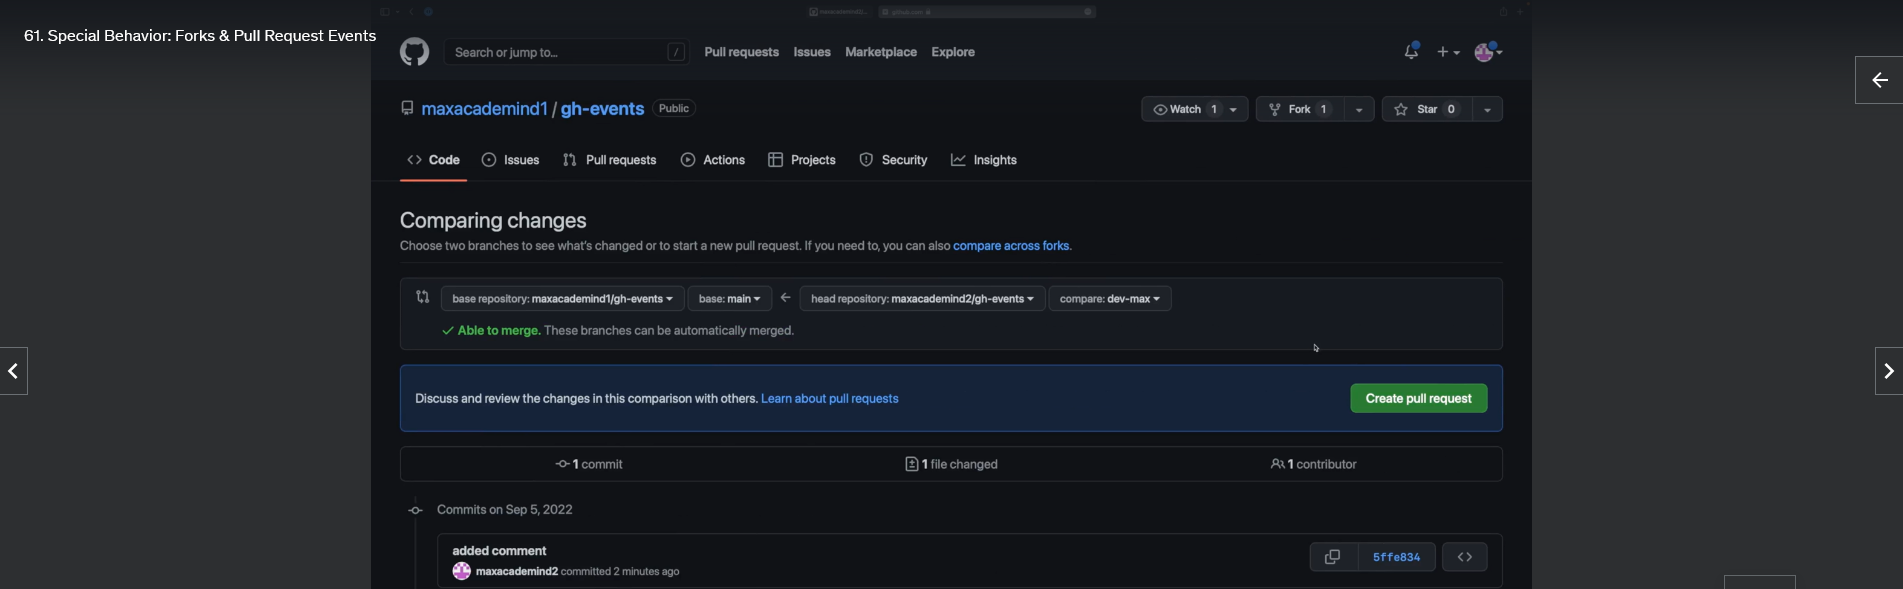 61. Special Behavior: Forks & Pull Request Events
Search or jump to... / Pull requests Issues Marketplace Explore
maxacademind1 / gh-events Public
Watch 1 Fork 1 Star 0
Code Issues Pull requests Actions Projects Security Insights
Comparing changes
Choose two branches to see what's changed or to start a new pull request. If you need to, you can also compare across forks.
base repository: maxacademind1/gh-events base: main head repository: maxacademind2/gh-events compare: dev-max
Able to merge. These branches can be automatically merged.
Discuss and review the changes in this comparison with others. Learn about pull requests
Create pull request
1 commit 1 file changed 1 contributor
Commits on Sep 5, 2022
added comment
5ffe834
maxacademind2 committed 2 minutes ago